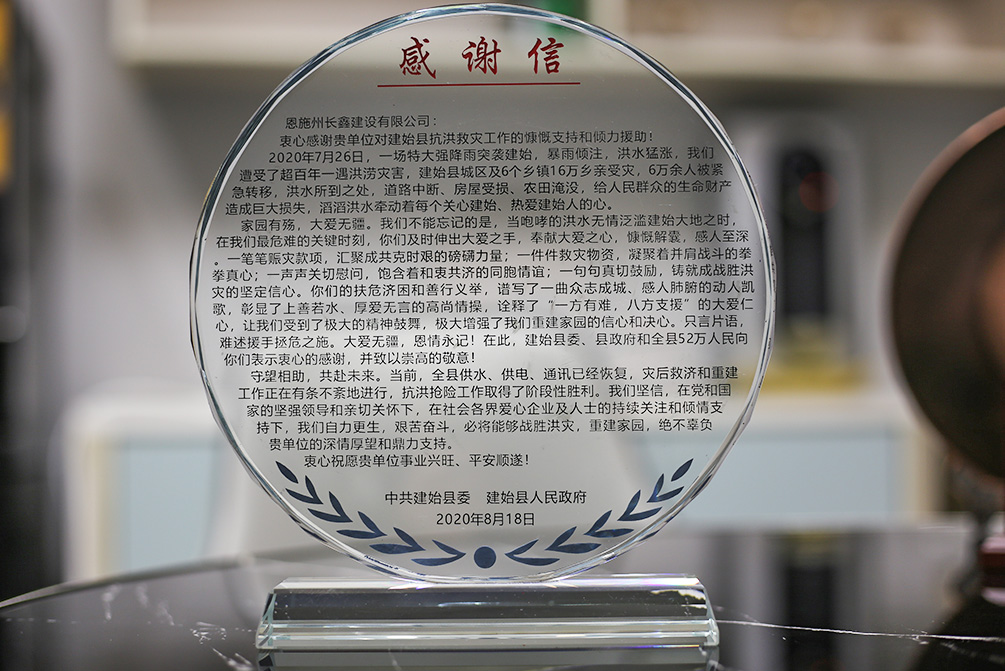 感谢信
恩施州长鑫建设有限公司：
衷心感谢贵单位对建始县抗洪救灾工作的慷慨支持和倾力援助！
2020年7月26日，一场特大强降雨突袭建始，暴雨倾注，洪水猛涨，我们
遭受了超百年一遇洪涝灾害，建始县城区及6个乡镇16万乡亲受灾，6万余人被紧
急转移，洪水所到之处，道路中断、房屋受损、农田淹没，给人民群众的生命财产
造成巨大损失，滔滔洪水牵动着每个关心建始、热爱建始人的心。
家园有殇，大爱无疆。我们不能忘记的是，当咆哮的洪水无情泛滥建始大地之时，
在我们最危难的关键时刻，你们及时伸出大爱之手，奉献大爱之心，慷慨解囊，感人至深
。一笔笔赈灾款项，汇聚成共克时艰的磅礴力量；一件件救灾物资，凝聚着并肩战斗的拳
拳真心；一声声关切慰问，饱含着和衷共济的同胞情谊；一句句真切鼓励，铸就成战胜洪
灾的坚定信心。你们的扶危济困和善行义举，谱写了一曲众志成城、感人肺腑的动人凯
歌，彰显了上善若水、厚爱无言的高尚情操，诠释了“一方有难，八方支援”的大爱仁
心，让我们受到了极大的精神鼓舞，极大增强了我们重建家园的信心和决心。只言片语，
难述援手拯危之施。大爱无疆，恩情永记！在此，建始县委、县政府和全县52万人民向
你们表示衷心的感谢，并致以崇高的敬意！
守望相助，共赴未来。当前，全县供水、供电、通讯已经恢复，灾后救济和重建
工作正在有条不紊地进行，抗洪抢险工作取得了阶段性胜利。我们坚信，在党和国
家的坚强领导和亲切关怀下，在社会各界爱心企业及人士的持续关注和倾情支
持下，我们自力更生，艰苦奋斗，必将能够战胜洪灾，重建家园，绝不辜负
贵单位的深情厚望和鼎力支持。
衷心祝愿贵单位事业兴旺、平安顺遂！
中共建始县委 建始县人民政府
2020年8月18日